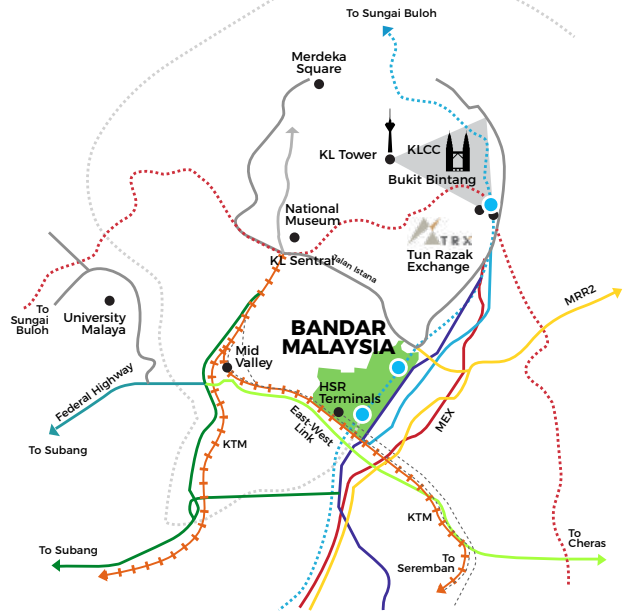 To Sungai Buloh
Merdeka
Square
KL Tower
KLCC
Bukit Bintang
National
Museum
TRX
Tun Razak
Exchange
KL Sentral
Jalan Istana
To
Sungai
Buloh
University
Malaya
MRR2
BANDAR
MALAYSIA
Mid
Valley
HSR
Terminals
Federal Highway
East-West
Link
MEX
To Subang
KTM
KTM
To
Cheras
To Subang
To
Seremban